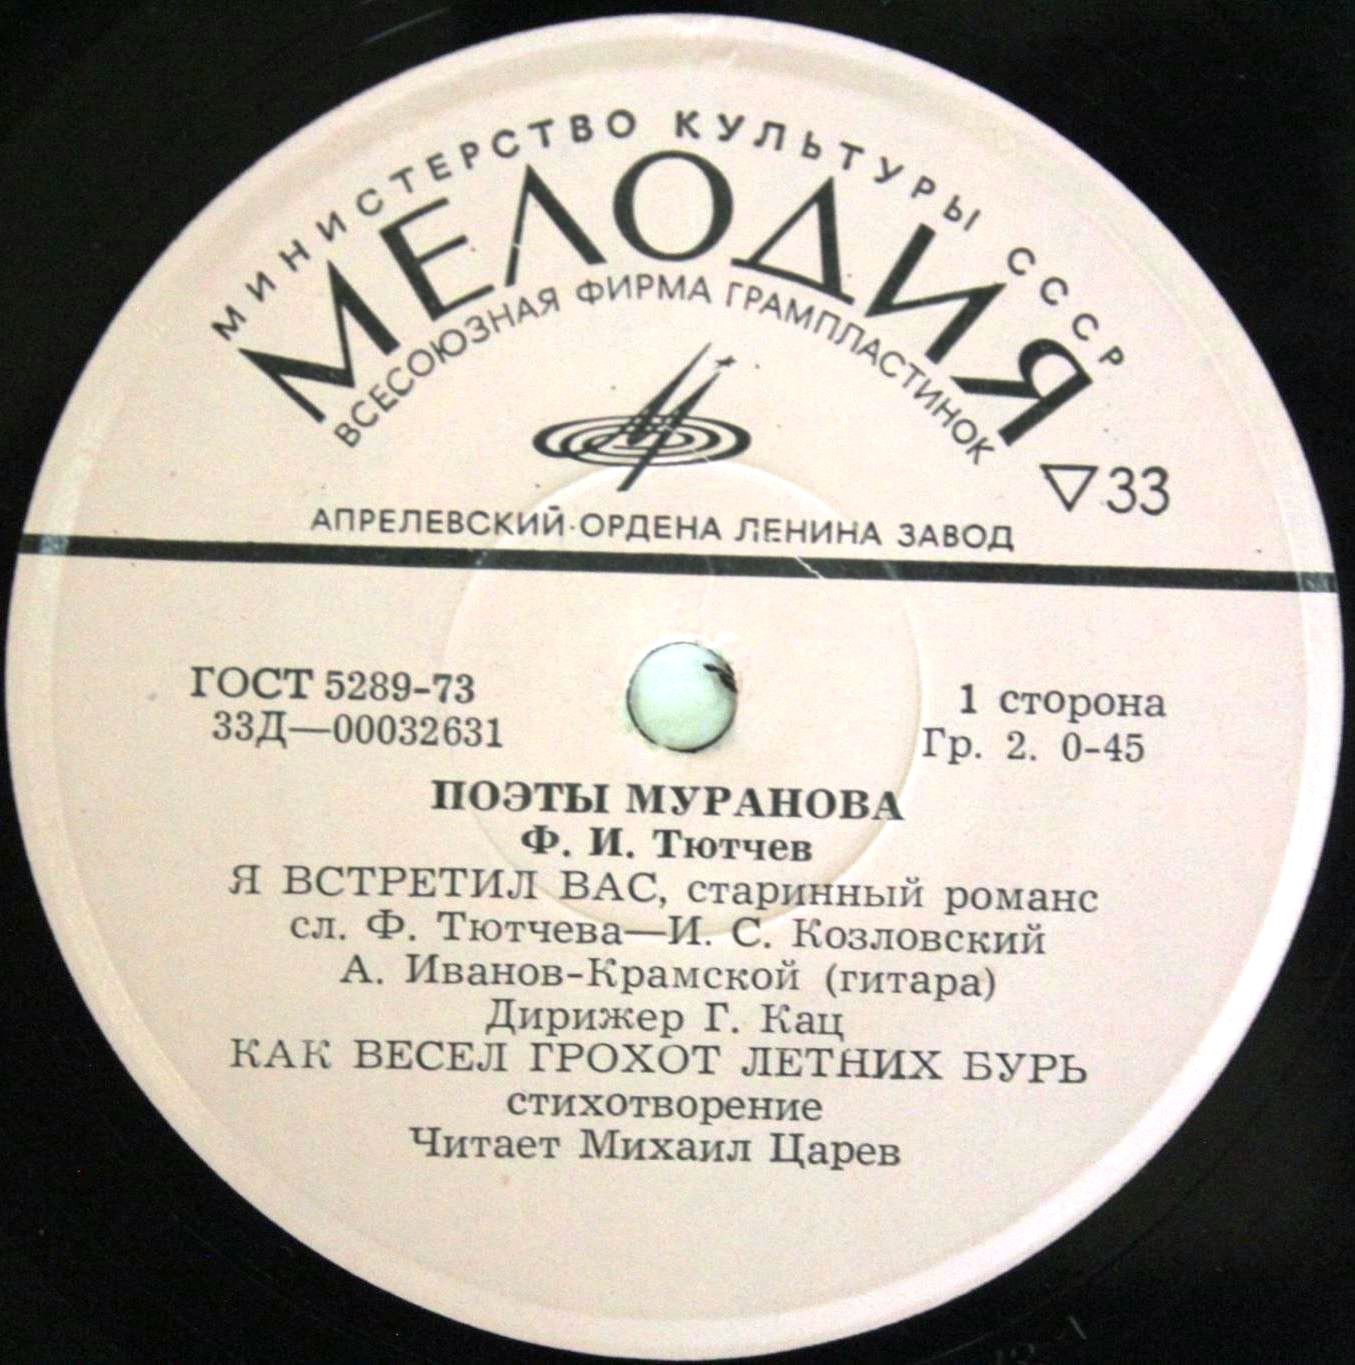 МИНИСТЕРСТВО КУЛЬТУРЫ СССР
МЕЛОДИЯ
ВСЕСОЮЗНАЯ ФИРМА ГРАМПЛАСТИНОК
▽33
АПРЕЛЕВСКИЙ ОРДЕНА ЛЕНИНА ЗАВОД
ГОСТ 5289-73
33Д—00032631
1 сторона
Гр. 2. 0-45
ПОЭТЫ МУРАНОВА
Ф. И. Тютчев
Я ВСТРЕТИЛ ВАС, старинный романс
сл. Ф. Тютчева—И. С. Козловский
А. Иванов-Крамской (гитара)
Дирижер Г. Кац
КАК ВЕСЕЛ ГРОХОТ ЛЕТНИХ БУРЬ
стихотворение
Читает Михаил Царев